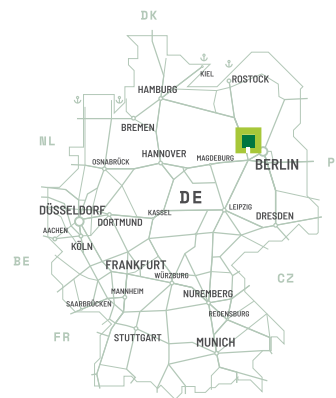 DK
KIEL
ROSTOCK
HAMBURG
BREMEN
NL
HANNOVER
MAGDEBURG
OSNABRÜCK
BERLIN
P
DE
LEIPZIG
DÜSSELDORF
KASSEL
DRESDEN
DORTMUND
AACHEN
KÖLN
BE
FRANKFURT
WÜRZBURG
CZ
MANNHEIM
NUREMBERG
SAARBRÜCKEN
REDENSBURG
FR
STUTTGART
MUNICH